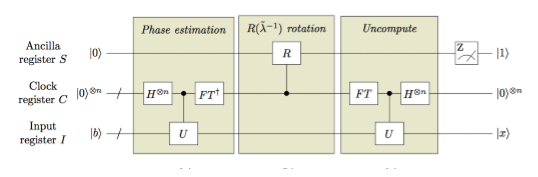 Phase estimation R(λ̃⁻¹) rotation Uncompute
Ancilla
register S |0⟩ R Z |1⟩
Clock
register C |0⟩⊗ⁿ H⊗ⁿ FT† FT H⊗ⁿ |0⟩⊗ⁿ
Input
register I |b⟩ U U |x⟩